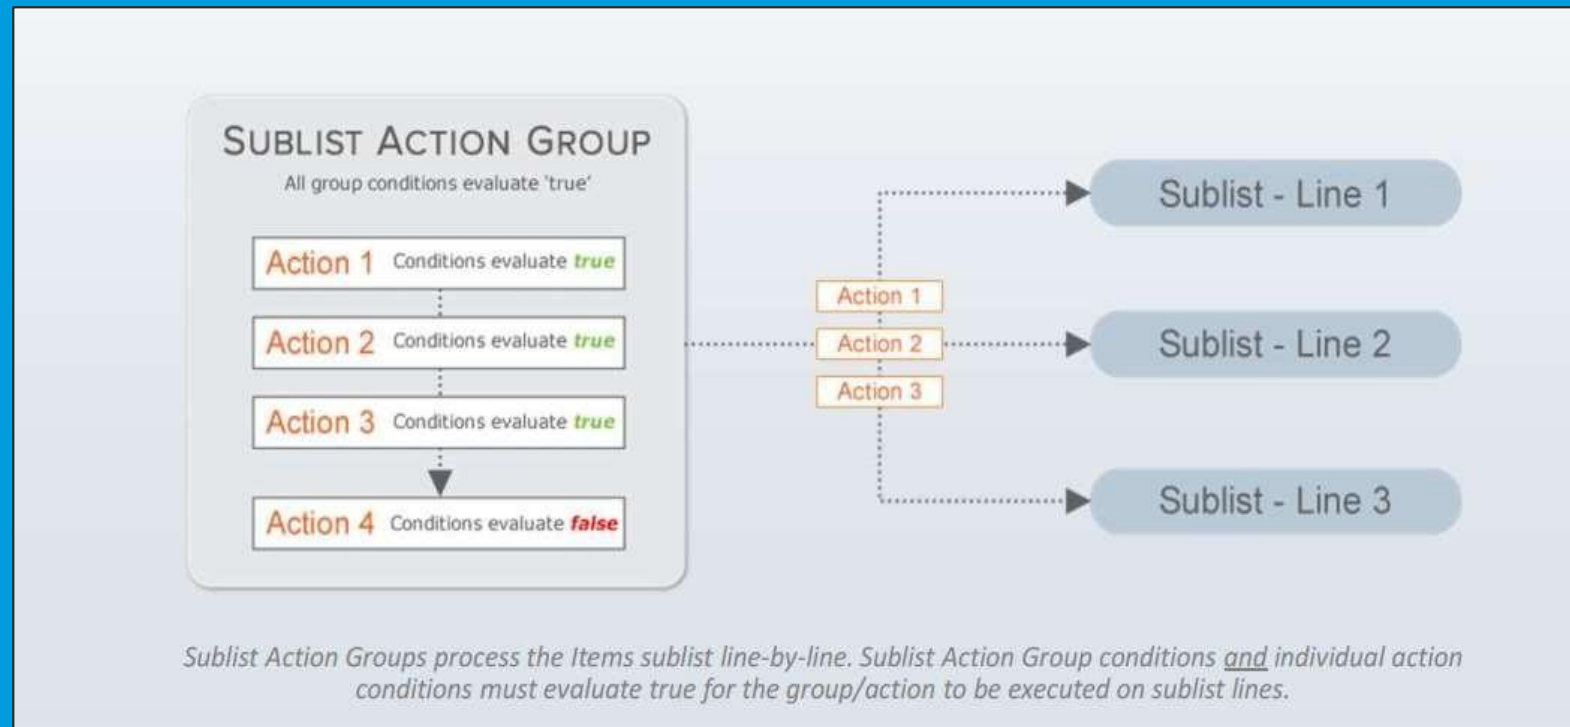 SUBLIST ACTION GROUP
All group conditions evaluate 'true'
Action 1 Conditions evaluate true
Action 2 Conditions evaluate true
Action 3 Conditions evaluate true
Action 4 Conditions evaluate false
Action 1
Action 2
Action 3
Sublist - Line 1
Sublist - Line 2
Sublist - Line 3
Sublist Action Groups process the Items sublist line-by-line. Sublist Action Group conditions and individual action
conditions must evaluate true for the group/action to be executed on sublist lines.